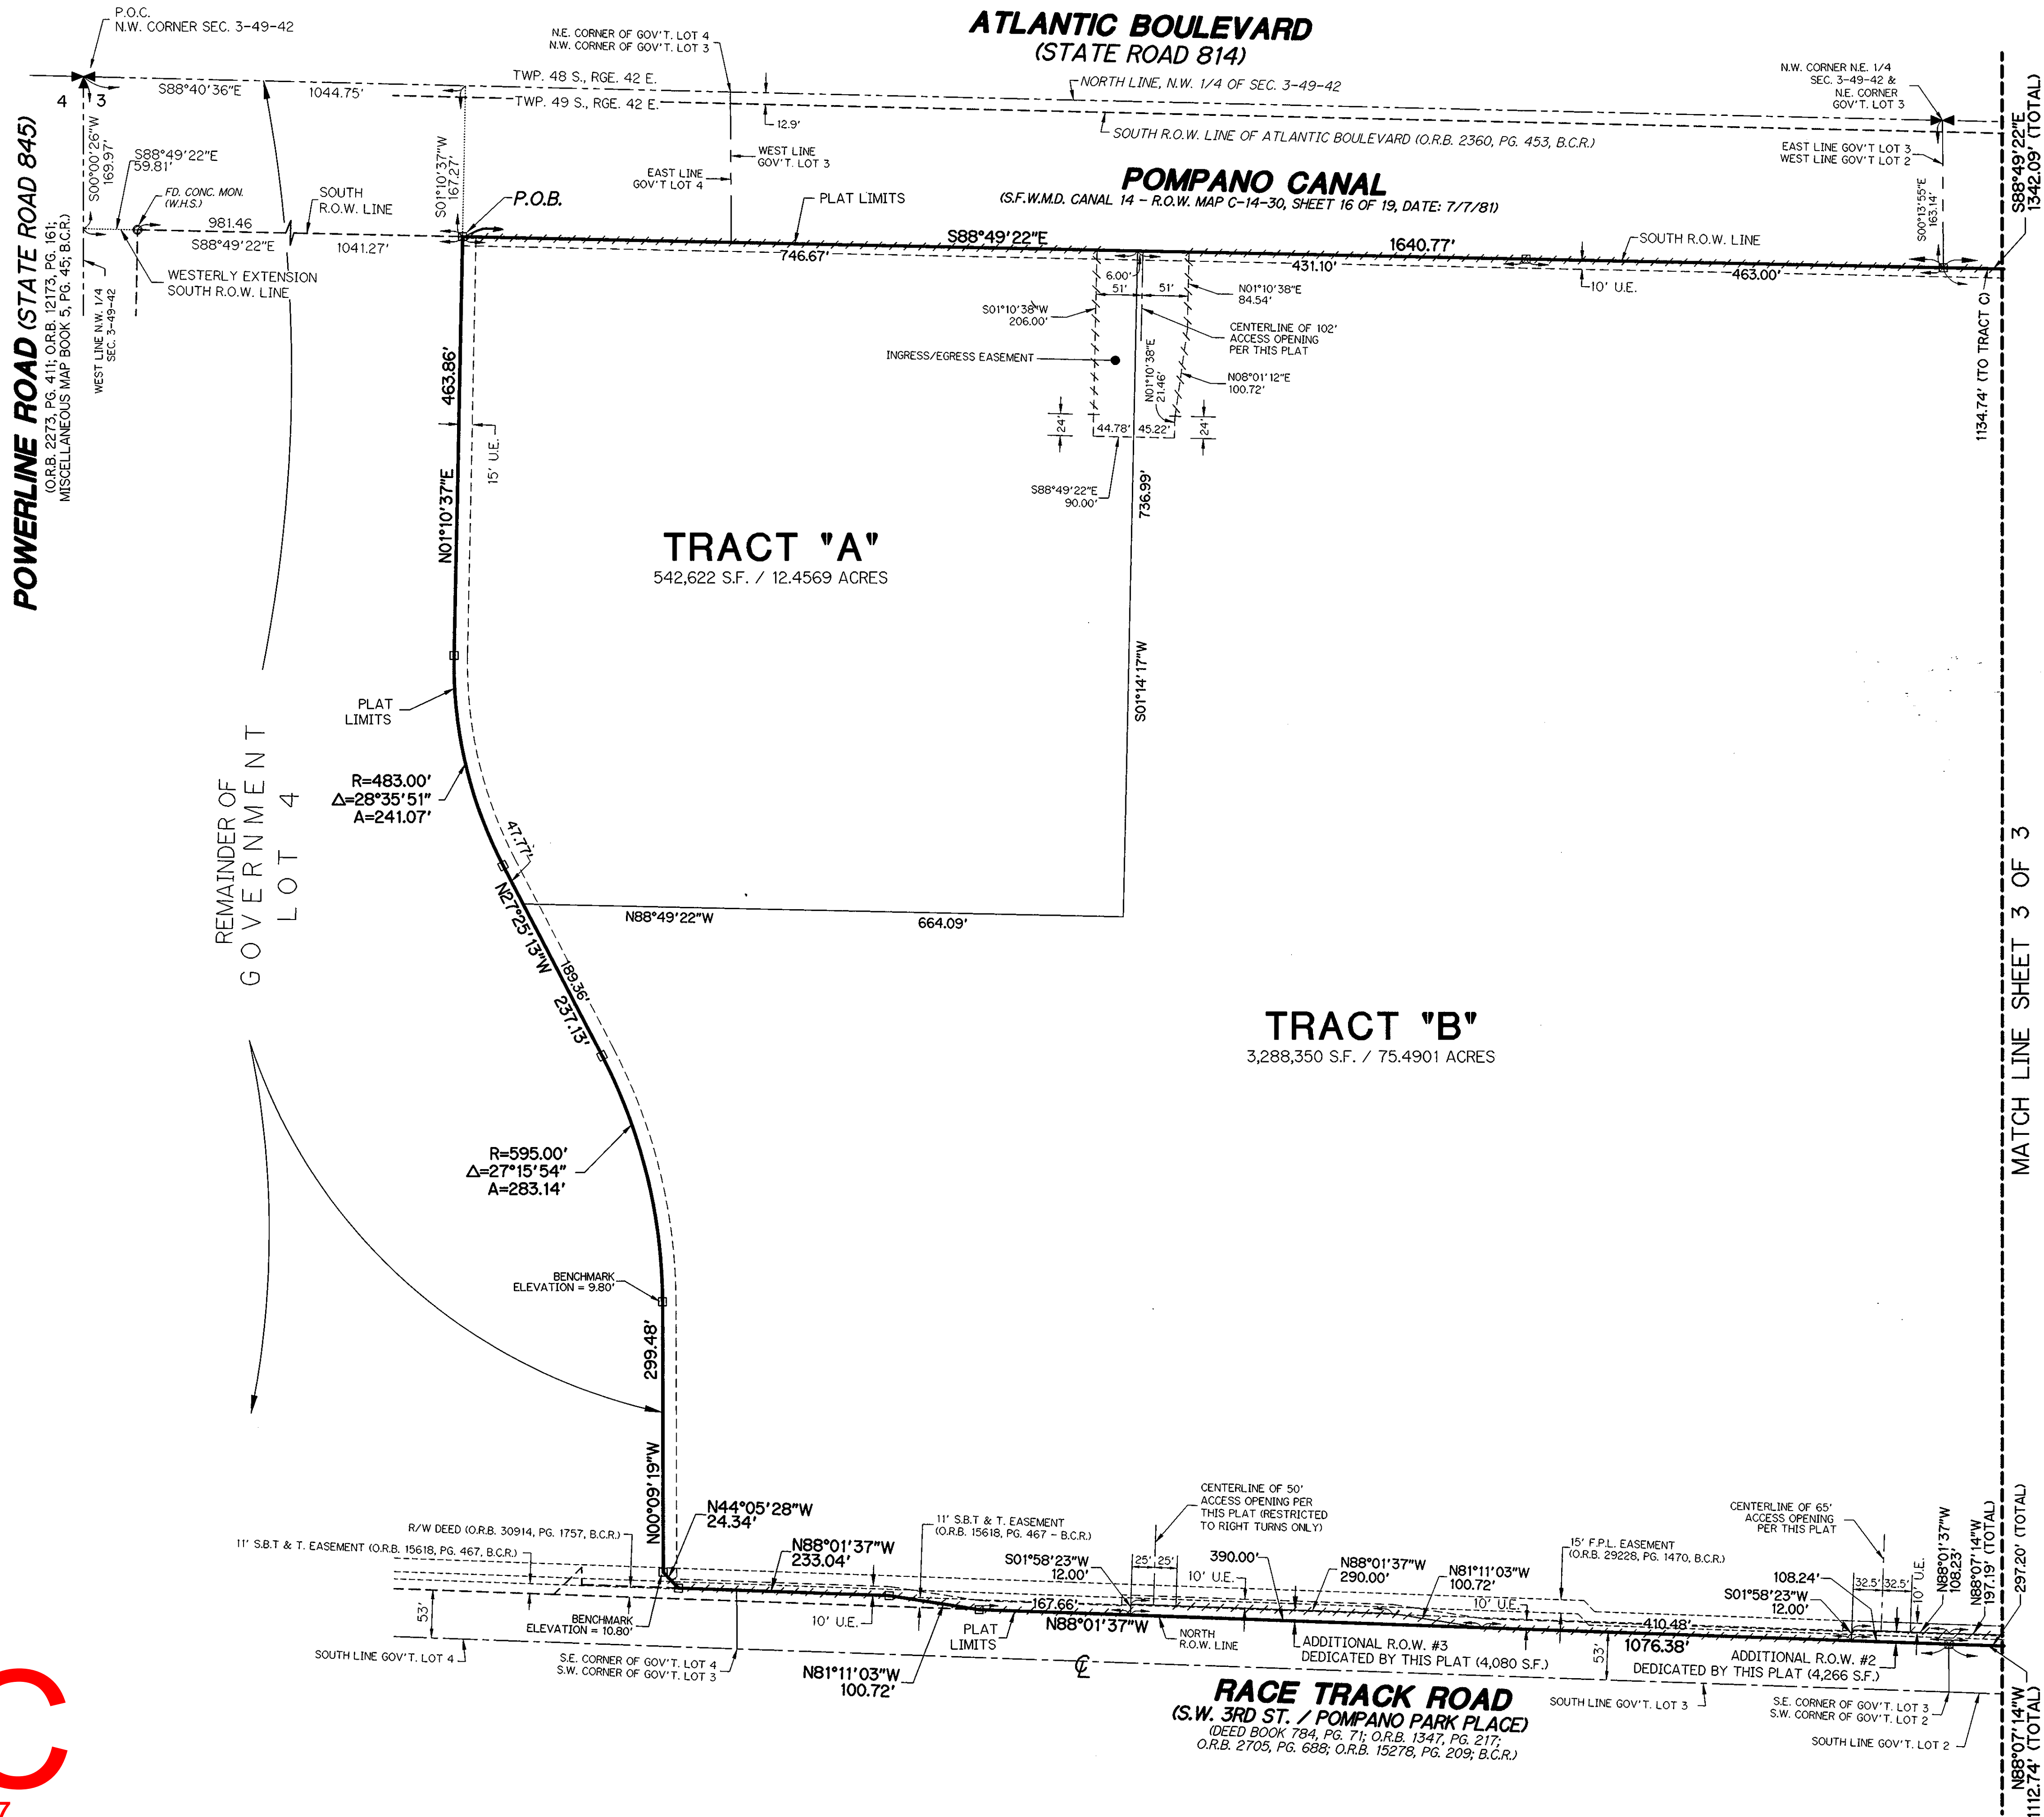 P.O.C.
N.W. CORNER SEC. 3-49-42
N.E. CORNER OF GOV'T. LOT 4
N.W. CORNER OF GOV'T. LOT 3
ATLANTIC BOULEVARD
(STATE ROAD 814)
N.W. CORNER N.E. 1/4
SEC. 3-49-42 &
N.E. CORNER
GOV'T. LOT 3
4 3
S88°40'36"E 1044.75'
TWP. 48 S., RGE. 42 E.
TWP. 49 S., RGE. 42 E.
12.9'
NORTH LINE, N.W. 1/4 OF SEC. 3-49-42
SOUTH R.O.W. LINE OF ATLANTIC BOULEVARD (O.R.B. 2360, PG. 453, B.C.R.)
POWERLINE ROAD (STATE ROAD 845)
(O.R.B. 2273, PG. 411; O.R.B. 12173, PG. 161;
MISCELLANEOUS MAP BOOK 5, PG. 45; B.C.R.)
S00°00'26"W
169.97'
S88°49'22"E
59.81'
FD. CONC. MON.
(W.H.S.)
981.46
S88°49'22"E
SOUTH
R.O.W. LINE
1041.27'
WESTERLY EXTENSION
SOUTH R.O.W. LINE
WEST LINE N.W. 1/4
SEC. 3-49-42
S01°10'37"W
167.27'
P.O.B.
WEST LINE
GOV'T. LOT 3
EAST LINE
GOV'T LOT 4
PLAT LIMITS
POMPANO CANAL
(S.F.W.M.D. CANAL 14 - R.O.W. MAP C-14-30, SHEET 16 OF 19, DATE: 7/7/81)
EAST LINE GOV'T LOT 3
WEST LINE GOV'T LOT 2
S00°13'55"E
163.14'
S88°49'22"E
1342.09' (TOTAL)
S88°49'22"E
1640.77'
SOUTH R.O.W. LINE
746.67'
431.10'
463.00'
10' U.E.
1134.74' (TO TRACT C)
6.00'
51' 51'
N01°10'38"E
84.54'
S01°10'38"W
206.00'
CENTERLINE OF 102'
ACCESS OPENING
PER THIS PLAT
INGRESS/EGRESS EASEMENT
N01°10'38"E
21.46'
N08°01'12"E
100.72'
24'
44.78' 45.22'
24'
S88°49'22"E
90.00'
736.99'
S01°14'17"W
463.86'
N01°10'37"E
15' U.E.
TRACT "A"
542,622 S.F. / 12.4569 ACRES
PLAT
LIMITS
R=483.00'
Δ=28°35'51"
A=241.07'
REMAINDER OF
GOVERNMENT
LOT 4
47.77'
N27°25'13"W
237.13'
189.36'
N88°49'22"W
664.09'
TRACT "B"
3,288,350 S.F. / 75.4901 ACRES
MATCH LINE SHEET 3 OF 3
R=595.00'
Δ=27°15'54"
A=283.14'
BENCHMARK
ELEVATION = 9.80'
299.48'
N00°09'19"W
N44°05'28"W
24.34'
R/W DEED (O.R.B. 30914, PG. 1757, B.C.R.)
11' S.B.T & T. EASEMENT (O.R.B. 15618, PG. 467, B.C.R.)
N88°01'37"W
233.04'
11' S.B.T & T. EASEMENT
(O.R.B. 15618, PG. 467 - B.C.R.)
CENTERLINE OF 50'
ACCESS OPENING PER
THIS PLAT (RESTRICTED
TO RIGHT TURNS ONLY)
S01°58'23"W
12.00'
25' 25'
10' U.E.
390.00'
N88°01'37"W
290.00'
N81°11'03"W
100.72'
15' F.P.L. EASEMENT
(O.R.B. 29228, PG. 1470, B.C.R.)
10' U.E.
CENTERLINE OF 65'
ACCESS OPENING
PER THIS PLAT
108.24'
S01°58'23"W
12.00'
32.5' 32.5'
10' U.E.
N88°01'37"W
108.23'
N88°07'14"W
197.19' (TOTAL)
297.20' (TOTAL)
53'
BENCHMARK
ELEVATION = 10.80'
10' U.E.
167.66'
N88°01'37"W
PLAT
LIMITS
NORTH
R.O.W. LINE
ADDITIONAL R.O.W. #3
DEDICATED BY THIS PLAT (4,080 S.F.)
410.48'
1076.38'
53'
ADDITIONAL R.O.W. #2
DEDICATED BY THIS PLAT (4,266 S.F.)
SOUTH LINE GOV'T. LOT 4
S.E. CORNER OF GOV'T. LOT 4
S.W. CORNER OF GOV'T. LOT 3
N81°11'03"W
100.72'
℄
RACE TRACK ROAD
(S.W. 3RD ST. / POMPANO PARK PLACE)
(DEED BOOK 784, PG. 71; O.R.B. 1347, PG. 217;
O.R.B. 2705, PG. 688; O.R.B. 15278, PG. 209; B.C.R.)
SOUTH LINE GOV'T. LOT 3
S.E. CORNER OF GOV'T. LOT 3
S.W. CORNER OF GOV'T. LOT 2
SOUTH LINE GOV'T. LOT 2
N88°07'14"W
1112.74' (TOTAL)
C
7